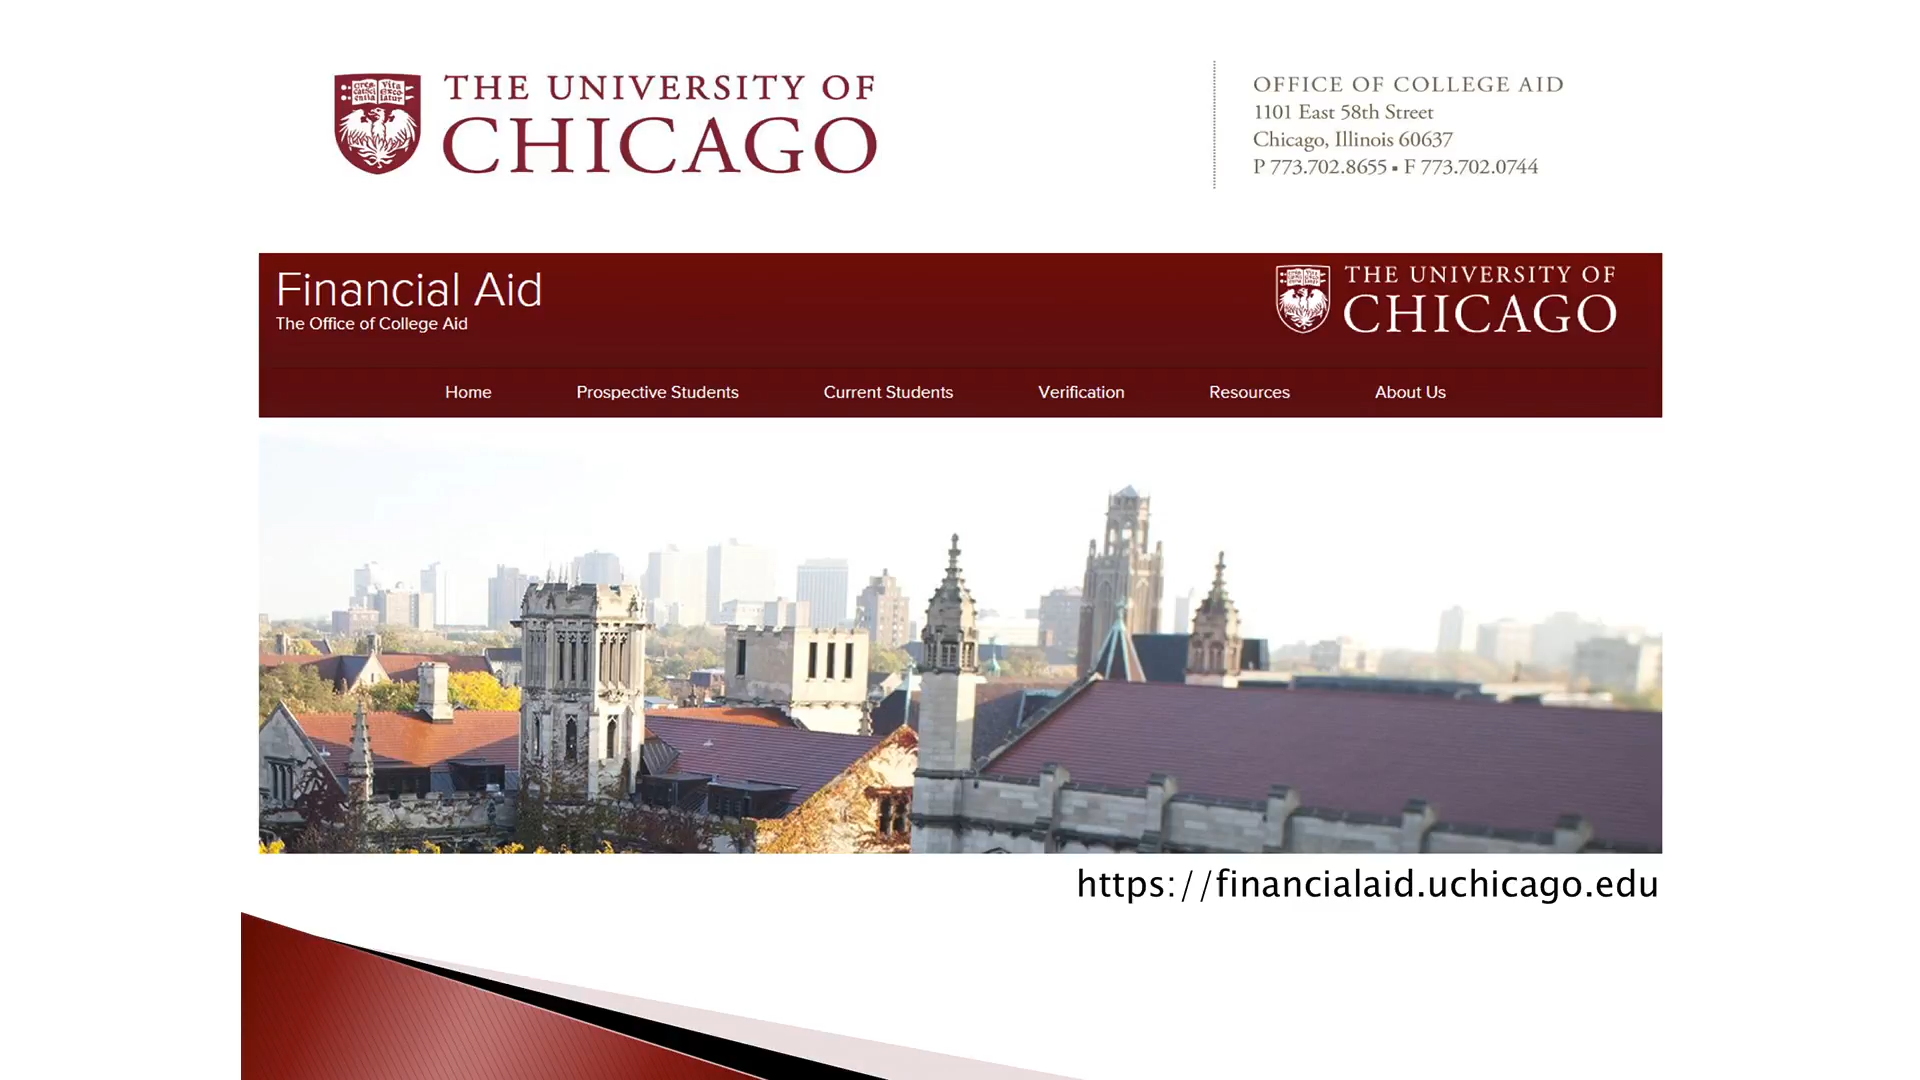 THE UNIVERSITY OF
CHICAGO
OFFICE OF COLLEGE AID
1101 East 58th Street
Chicago, Illinois 60637
P 773.702.8655 ▪ F 773.702.0744
Financial Aid
The Office of College Aid
THE UNIVERSITY OF
CHICAGO
Home
Prospective Students
Current Students
Verification
Resources
About Us
https://financialaid.uchicago.edu